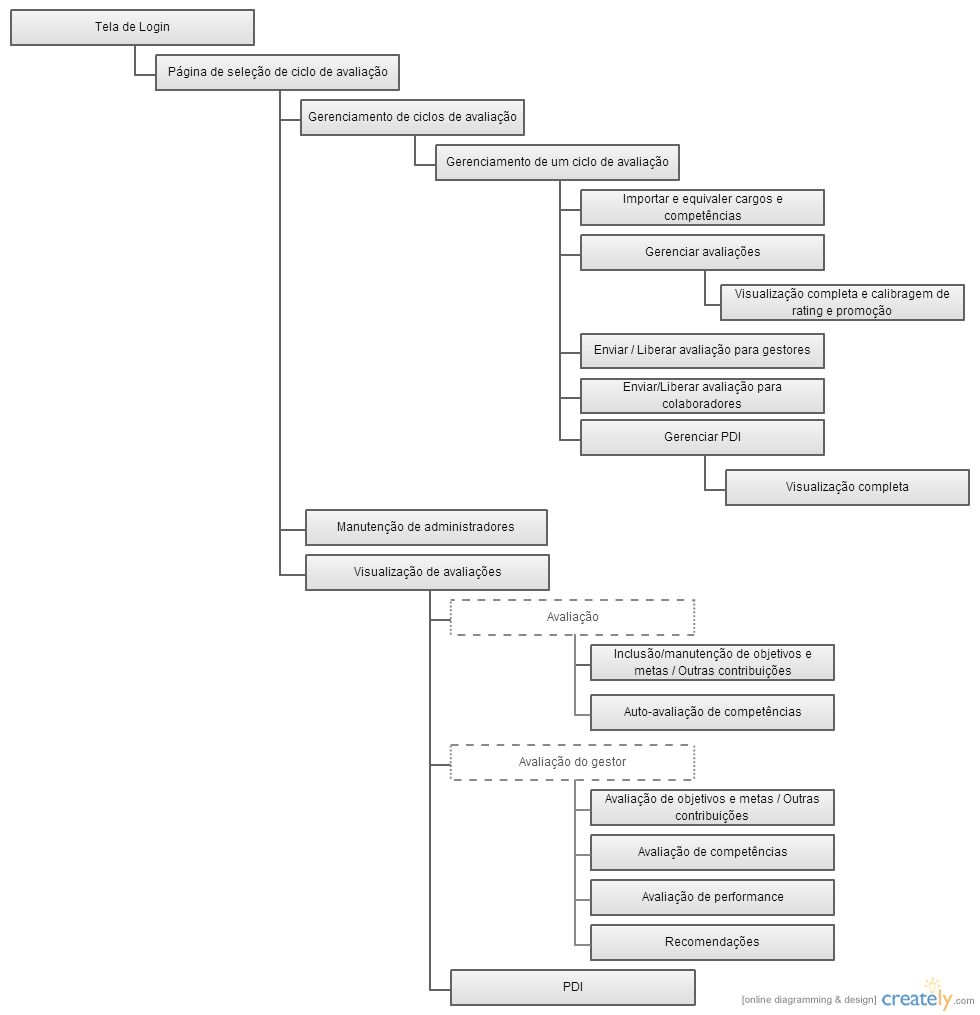 Tela de Login
Página de seleção de ciclo de avaliação
Gerenciamento de ciclos de avaliação
Gerenciamento de um ciclo de avaliação
Importar e equivaler cargos e
competências
Gerenciar avaliações
Visualização completa e calibragem de
rating e promoção
Enviar / Liberar avaliação para gestores
Enviar/Liberar avaliação para
colaboradores
Gerenciar PDI
Visualização completa
Manutenção de administradores
Visualização de avaliações
Avaliação
Inclusão/manutenção de objetivos e
metas / Outras contribuições
Auto-avaliação de competências
Avaliação do gestor
Avaliação de objetivos e metas / Outras
contribuições
Avaliação de competências
Avaliação de performance
Recomendações
PDI
[online diagramming & design] creately.com